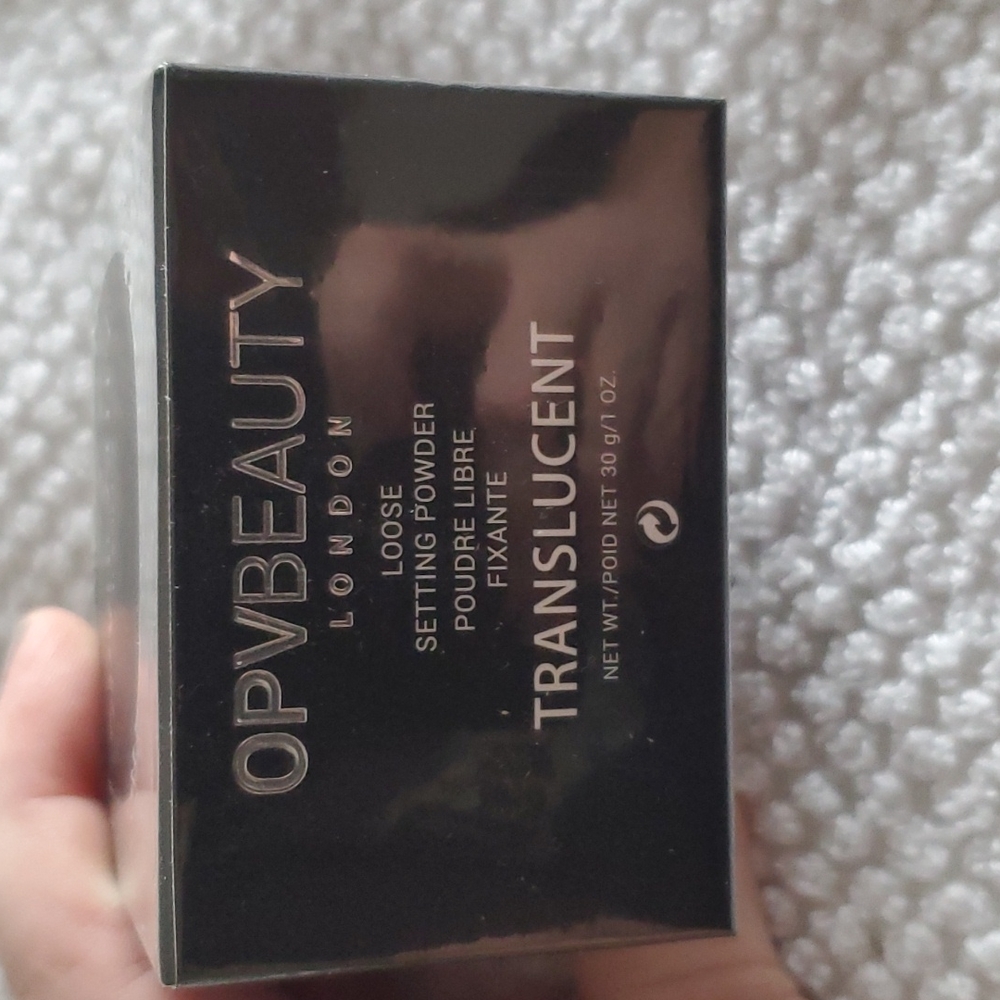 OPVBEAUTY
LONDON
LOOSE
SETTING POWDER
POUDRE LIBRE
FIXANTE
TRANSLUCENT
NET WT./POID NET 30 g/1 OZ.